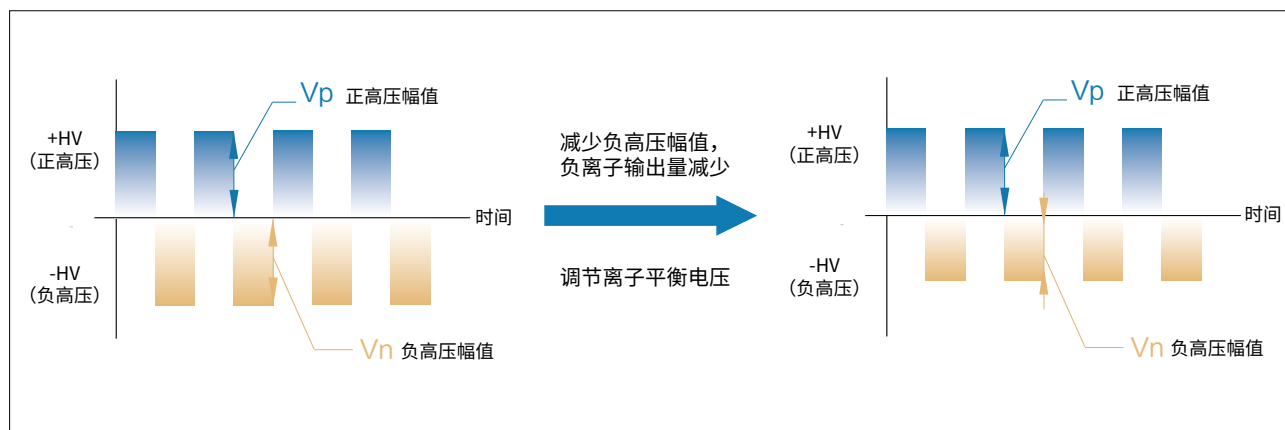 Vp 正高压幅值
+HV
（正高压）
时间
-HV
（负高压）
Vn 负高压幅值
减少负高压幅值，
负离子输出量减少
调节离子平衡电压
Vp 正高压幅值
+HV
（正高压）
时间
-HV
（负高压）
Vn 负高压幅值